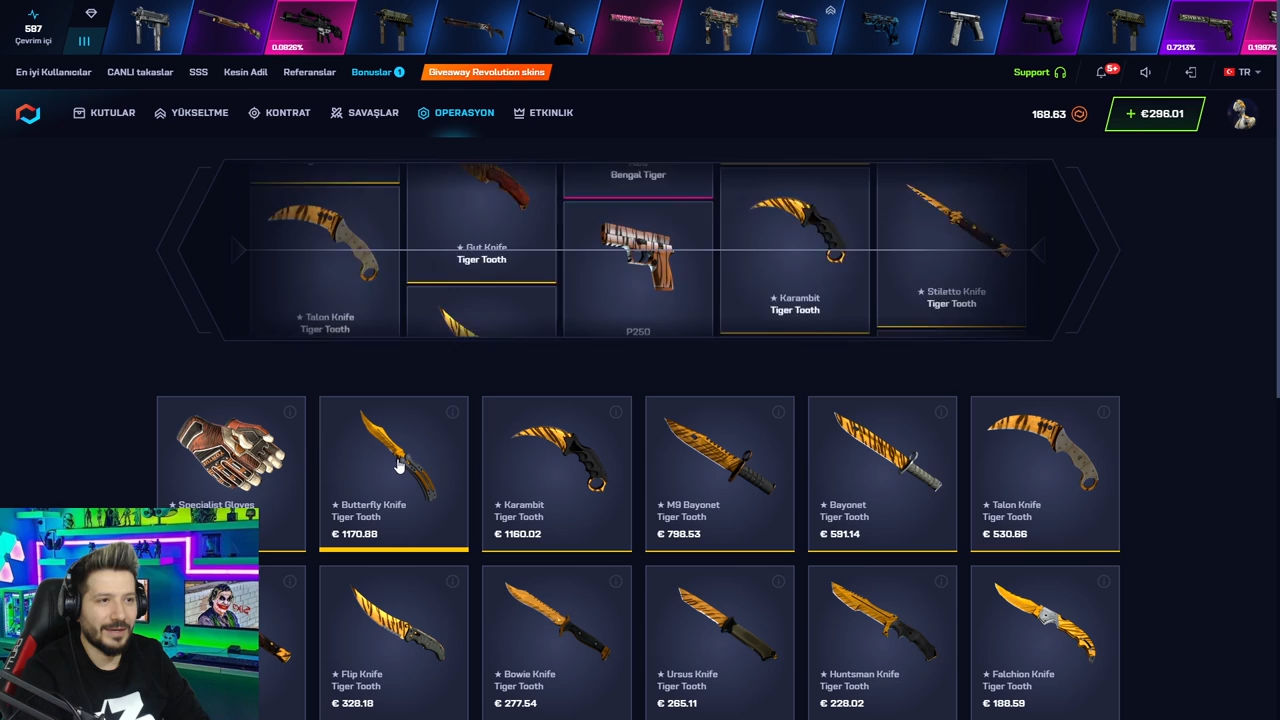 587
Çevrim içi
0.0826%
0.7213%
0.1997%
En iyi Kullanıcılar
CANLI takaslar
SSS
Kesin Adil
Referanslar
Bonuslar 1
Giveaway Revolution skins
Support
5+
TR
KUTULAR
YÜKSELTME
KONTRAT
SAVAŞLAR
OPERASYON
ETKINLIK
168.63
+ €296.01
★ Talon Knife
Tiger Tooth
★ Gut Knife
Tiger Tooth
Bengal Tiger
P250
★ Karambit
Tiger Tooth
★ Stiletto Knife
Tiger Tooth
★ Specialist Gloves
★ Butterfly Knife
Tiger Tooth
€ 1170.88
★ Karambit
Tiger Tooth
€ 1160.02
★ M9 Bayonet
Tiger Tooth
€ 798.53
★ Bayonet
Tiger Tooth
€ 591.14
★ Talon Knife
Tiger Tooth
€ 530.66
★ Flip Knife
Tiger Tooth
€ 328.18
★ Bowie Knife
Tiger Tooth
€ 277.54
★ Ursus Knife
Tiger Tooth
€ 265.11
★ Huntsman Knife
Tiger Tooth
€ 228.02
★ Falchion Knife
Tiger Tooth
€ 188.59